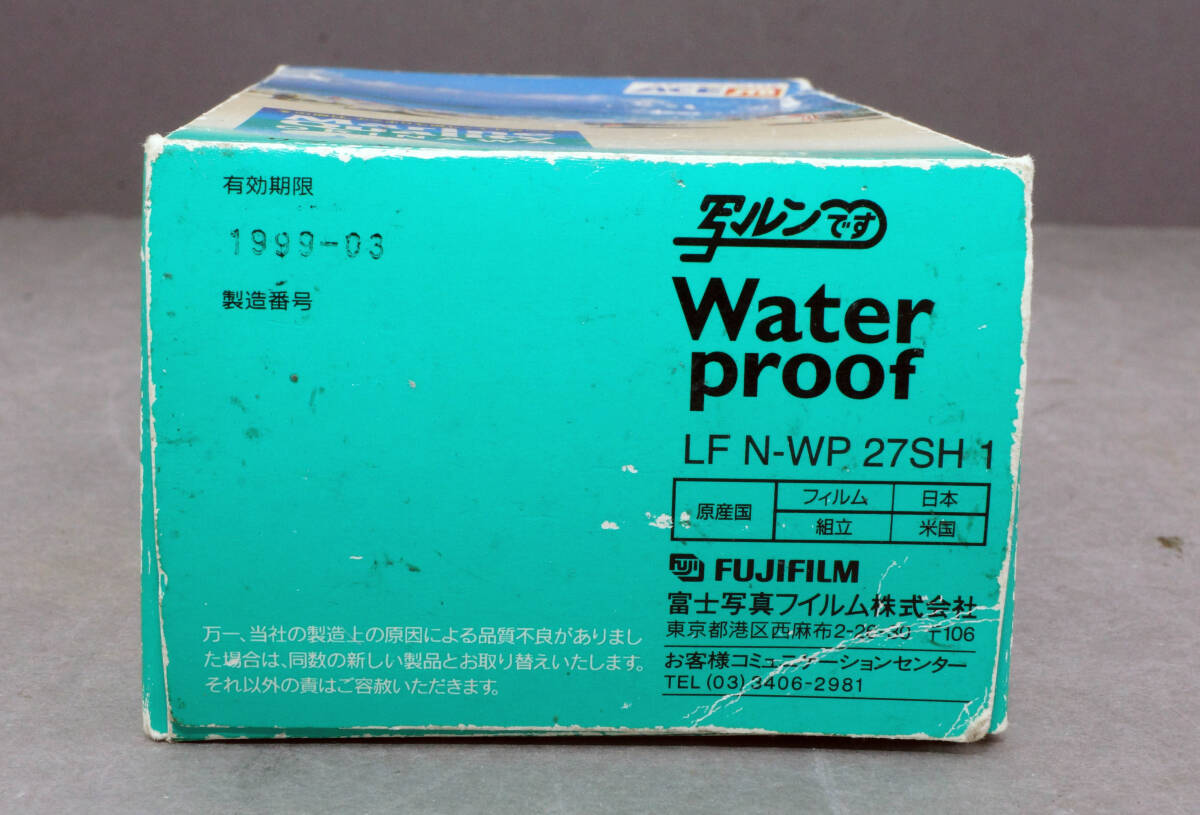 ACE
有効期限
1999-03
製造番号
万一、当社の製造上の原因による品質不良がありまし
た場合は、同数の新しい製品とお取り替えいたします。
それ以外の責はご容赦いただきます。
写ルンです
Water
proof
LF N-WP 27SH 1
原産国 フィルム 日本
組立 米国
FUJI FUJIFILM
富士写真フイルム株式会社
東京都港区西麻布2-26-30 〒106
お客様コミュニケーションセンター
TEL (03) 3406-2981